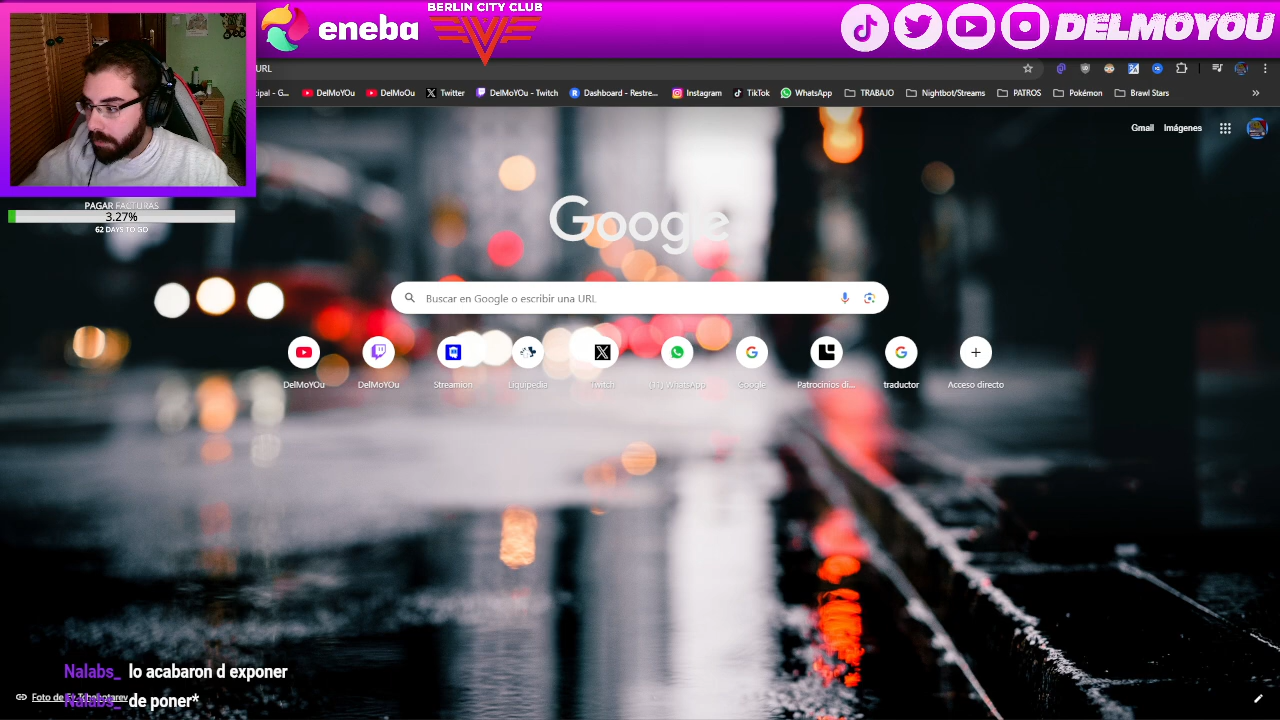 eneba
BERLIN CITY CLUB
DELMOYOU
URL
cipal - G...
DelMoYOu
DelMoOu
Twitter
DelMoYOu - Twitch
Dashboard - Restre...
Instagram
TikTok
WhatsApp
TRABAJO
Nightbot/Streams
PATROS
Pokémon
Brawl Stars
Gmail
Imágenes
PAGAR FACTURAS
3.27%
62 DAYS TO GO
Google
Buscar en Google o escribir una URL
DelMoYOu
DelMoYOu
Streamion
Liquipedia
Twitch
WhatsApp
Google
Patrocinios di...
traductor
Acceso directo
Nalabs_ lo acabaron d exponer
Foto de
Nalabs_ de poner*